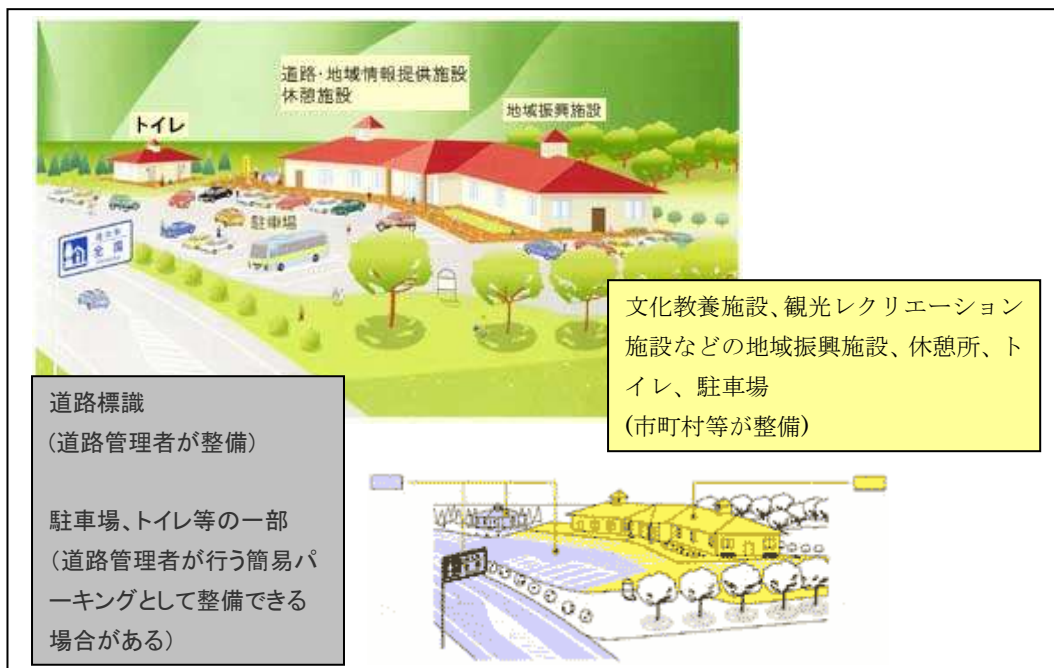 道路・地域情報提供施設
休憩施設
地域振興施設
トイレ
駐車場
道の駅
全国
文化教養施設、観光レクリエーション
施設などの地域振興施設、休憩所、ト
イレ、駐車場
(市町村等が整備)
道路標識
(道路管理者が整備)
駐車場、トイレ等の一部
(道路管理者が行う簡易パ
ーキングとして整備できる
場合がある)